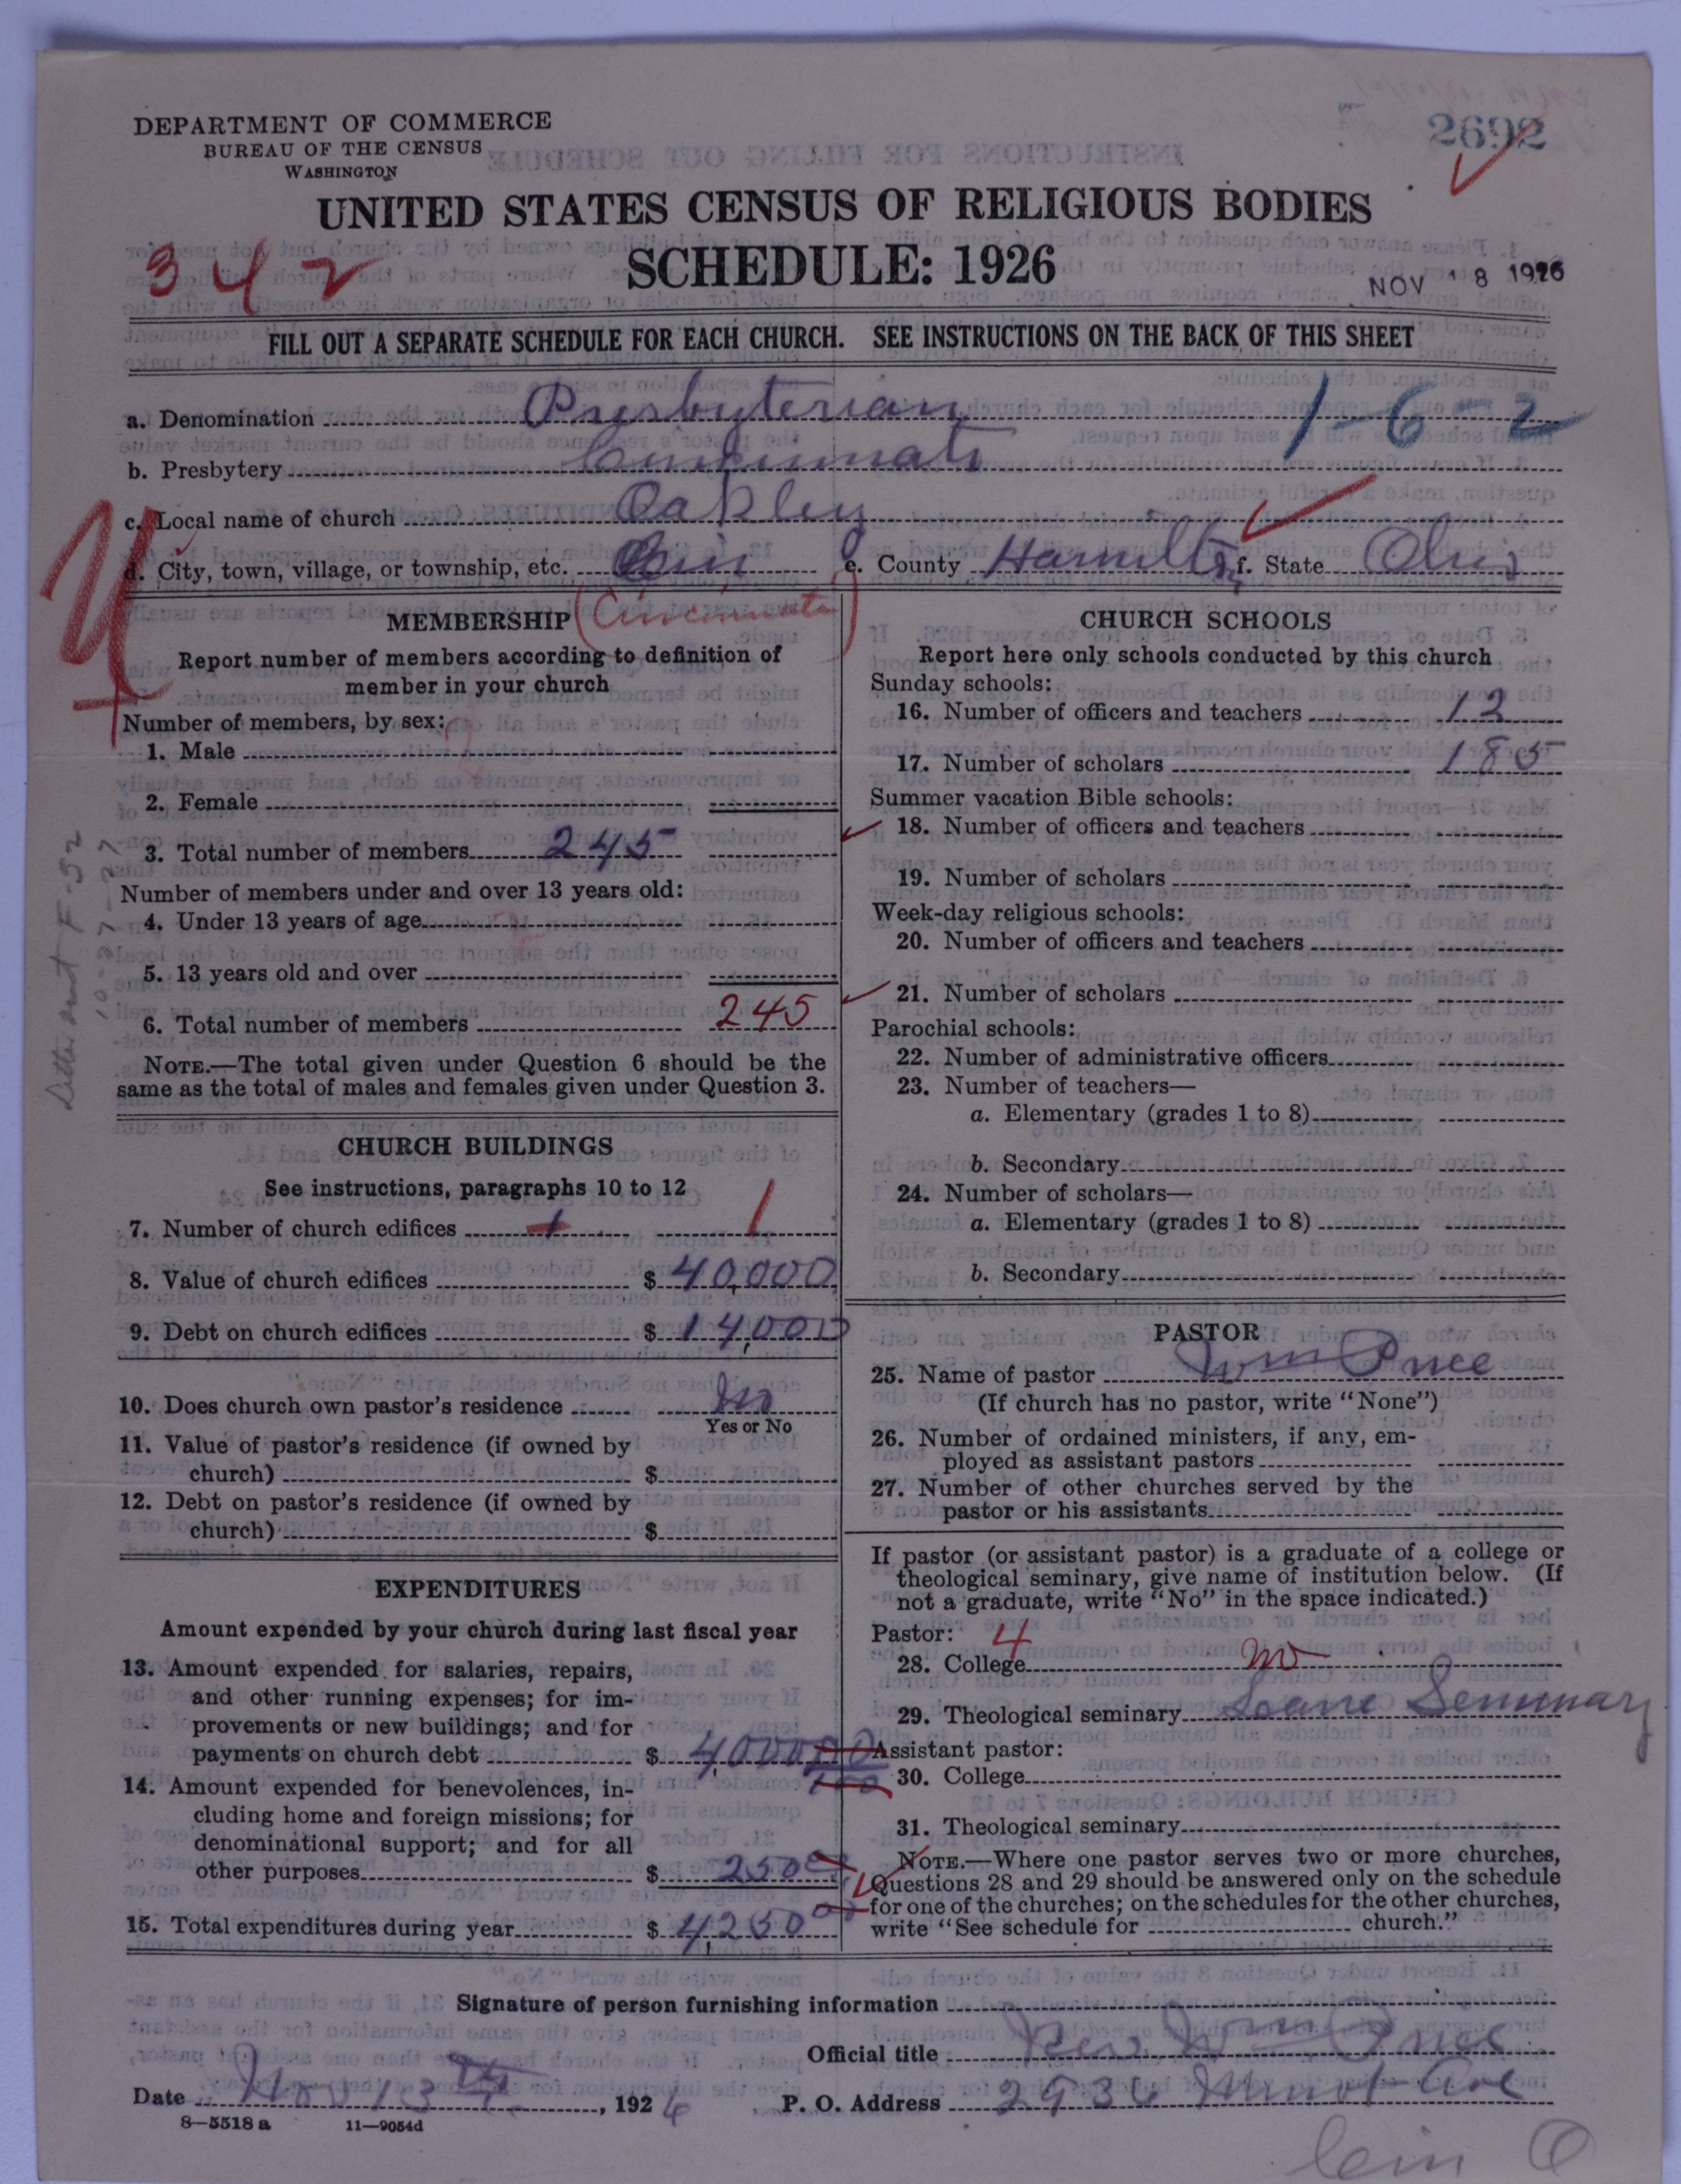 DEPARTMENT OF COMMERCE
BUREAU OF THE CENSUS
WASHINGTON
2692
UNITED STATES CENSUS OF RELIGIOUS BODIES
SCHEDULE: 1926
342
NOV 18 1926
FILL OUT A SEPARATE SCHEDULE FOR EACH CHURCH. SEE INSTRUCTIONS ON THE BACK OF THIS SHEET
a. Denomination Presbyterian 1-6-2
b. Presbytery Cincinnati
c. Local name of church Oakley
d. City, town, village, or township, etc. Cin e. County Hamilton f. State Ohio
(Cincinnati)
MEMBERSHIP
Report number of members according to definition of
member in your church
Number of members, by sex:
1. Male
2. Female
3. Total number of members 245
Number of members under and over 13 years old:
4. Under 13 years of age
5. 13 years old and over
6. Total number of members 245
NOTE.—The total given under Question 6 should be the
same as the total of males and females given under Question 3.
Letter sent F-52
10-27-27
CHURCH BUILDINGS
See instructions, paragraphs 10 to 12
7. Number of church edifices 1 1
8. Value of church edifices $ 40,000
9. Debt on church edifices $ 14,000
10. Does church own pastor's residence No
Yes or No
11. Value of pastor's residence (if owned by
church) $
12. Debt on pastor's residence (if owned by
church) $
EXPENDITURES
Amount expended by your church during last fiscal year
13. Amount expended for salaries, repairs,
and other running expenses; for im-
provements or new buildings; and for
payments on church debt $ 4,000 00
14. Amount expended for benevolences, in-
cluding home and foreign missions; for
denominational support; and for all
other purposes $ 250 00
15. Total expenditures during year $ 4,250 00
CHURCH SCHOOLS
Report here only schools conducted by this church
Sunday schools:
16. Number of officers and teachers 12
17. Number of scholars 185
Summer vacation Bible schools:
18. Number of officers and teachers
19. Number of scholars
Week-day religious schools:
20. Number of officers and teachers
21. Number of scholars
Parochial schools:
22. Number of administrative officers
23. Number of teachers—
a. Elementary (grades 1 to 8)
b. Secondary
24. Number of scholars—
a. Elementary (grades 1 to 8)
b. Secondary
PASTOR
25. Name of pastor Wm Price
(If church has no pastor, write "None")
26. Number of ordained ministers, if any, em-
ployed as assistant pastors
27. Number of other churches served by the
pastor or his assistants
If pastor (or assistant pastor) is a graduate of a college or
theological seminary, give name of institution below. (If
not a graduate, write "No" in the space indicated.)
Pastor: 4
28. College no
29. Theological seminary Lane Seminary
Assistant pastor:
30. College
31. Theological seminary
NOTE.—Where one pastor serves two or more churches,
Questions 28 and 29 should be answered only on the schedule
for one of the churches; on the schedules for the other churches,
write "See schedule for church."
Signature of person furnishing information
Official title Rev. Wm Price
Date Nov 13th, 1926 P. O. Address 2936 Minot Ave
8—5518 a 11—9054d
Cin O